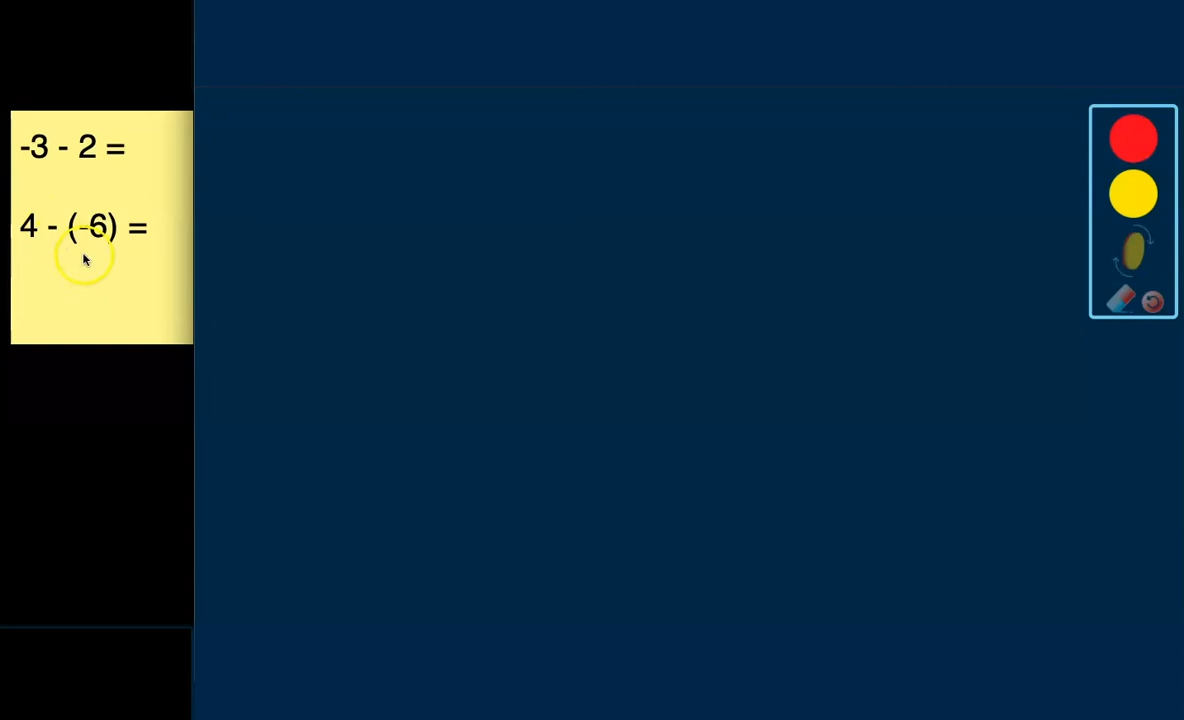 -3 - 2 =
4 - (-6) =